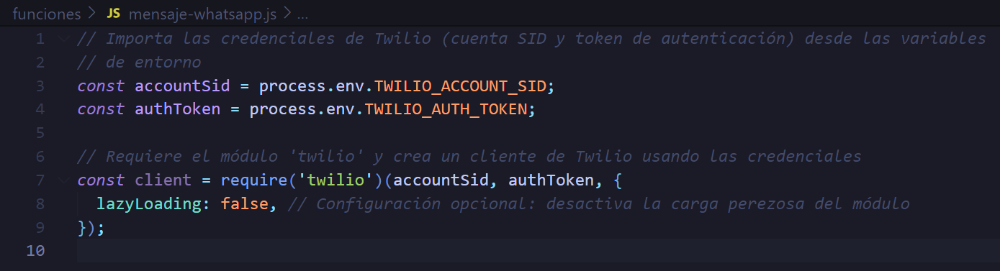 funciones > JS mensaje-whatsapp.js > ...
1 // Importa las credenciales de Twilio (cuenta SID y token de autenticación) desde las variables
2 // de entorno
3 const accountSid = process.env.TWILIO_ACCOUNT_SID;
4 const authToken = process.env.TWILIO_AUTH_TOKEN;
5
6 // Requiere el módulo 'twilio' y crea un cliente de Twilio usando las credenciales
7 const client = require('twilio')(accountSid, authToken, {
8   lazyLoading: false, // Configuración opcional: desactiva la carga perezosa del módulo
9 });
10